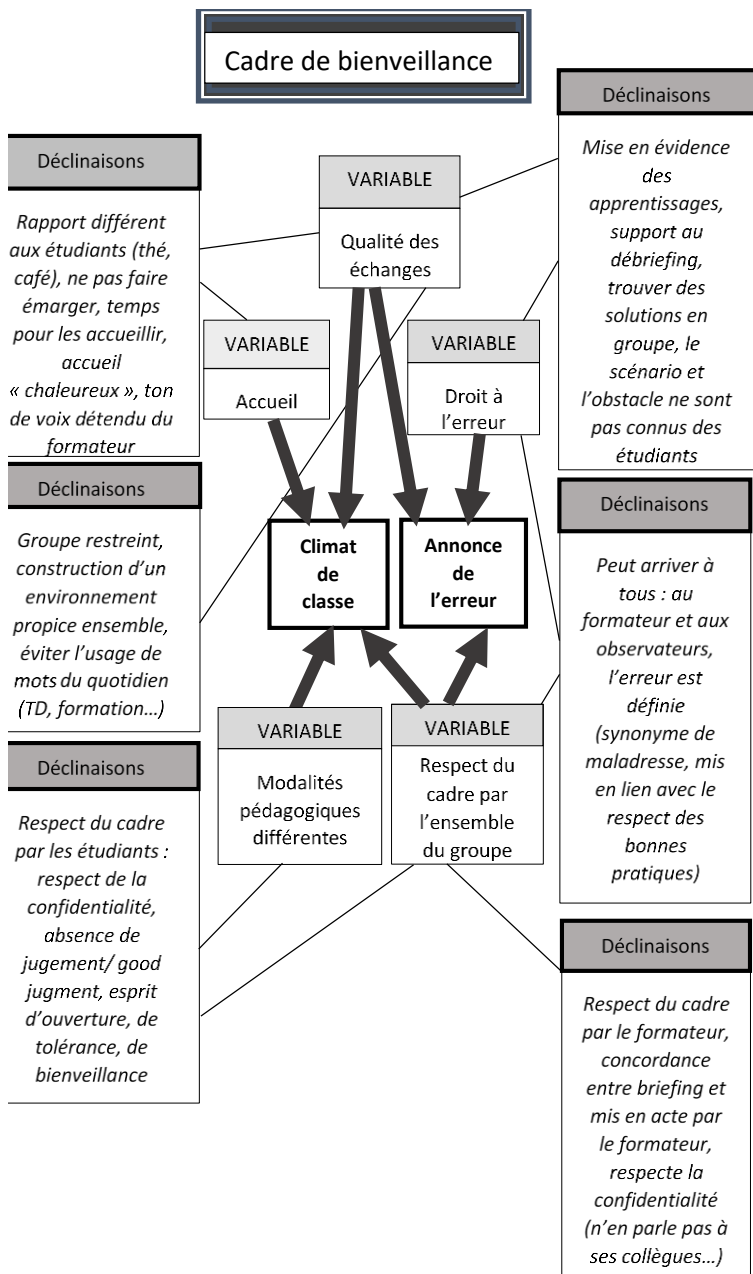 Cadre de bienveillance
Déclinaisons
Rapport différent
aux étudiants (thé,
café), ne pas faire
émarger, temps
pour les accueillir,
accueil
« chaleureux », ton
de voix détendu du
formateur
Déclinaisons
Groupe restreint,
construction d’un
environnement
propice ensemble,
éviter l’usage de
mots du quotidien
(TD, formation…)
Déclinaisons
Respect du cadre
par les étudiants :
respect de la
confidentialité,
absence de
jugement/ good
jugment, esprit
d’ouverture, de
tolérance, de
bienveillance
VARIABLE
Qualité des
échanges
VARIABLE
Accueil
VARIABLE
Droit à
l’erreur
Climat
de
classe
Annonce
de
l’erreur
VARIABLE
Modalités
pédagogiques
différentes
VARIABLE
Respect du
cadre par
l’ensemble
du groupe
Déclinaisons
Mise en évidence
des
apprentissages,
support au
débriefing,
trouver des
solutions en
groupe, le
scénario et
l’obstacle ne sont
pas connus des
étudiants
Déclinaisons
Peut arriver à
tous : au
formateur et aux
observateurs,
l’erreur est
définie
(synonyme de
maladresse, mis
en lien avec le
respect des
bonnes
pratiques)
Déclinaisons
Respect du cadre
par le formateur,
concordance
entre briefing et
mis en acte par
le formateur,
respecte la
confidentialité
(n’en parle pas à
ses collègues…)